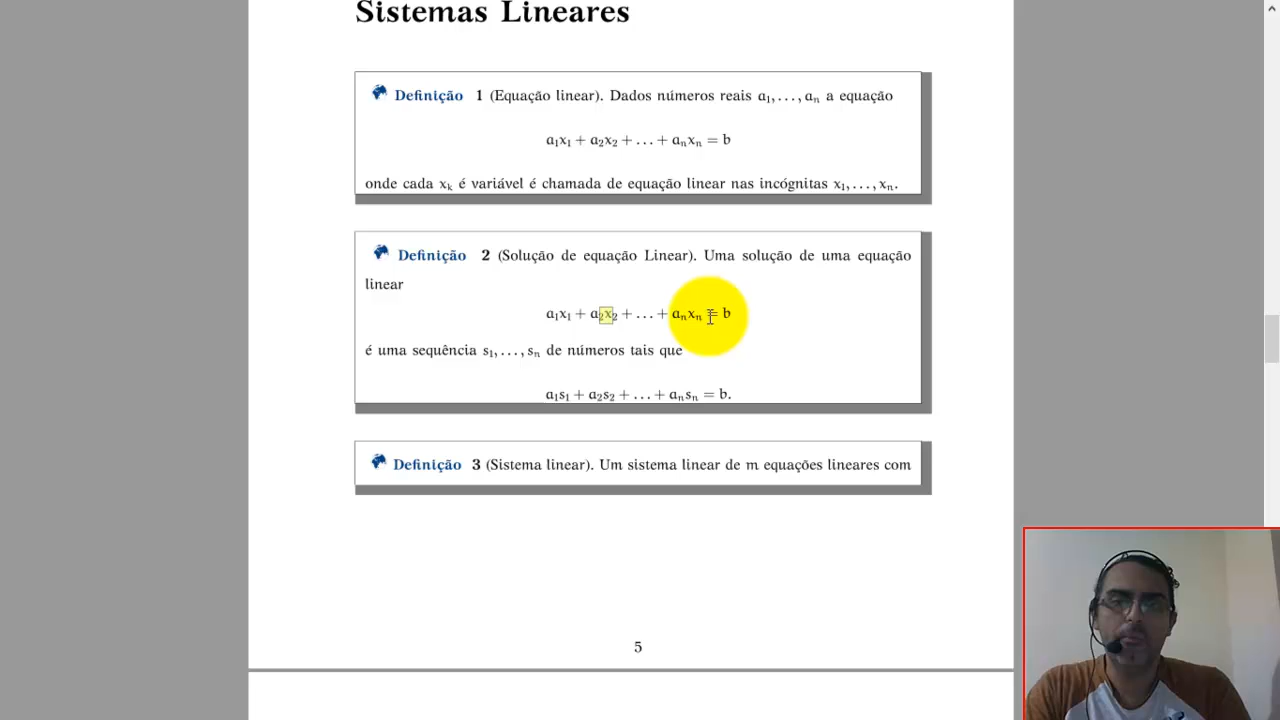 Sistemas Lineares
Definição 1 (Equação linear). Dados números reais a₁, . . . , aₙ a equação
a₁x₁ + a₂x₂ + . . . + aₙxₙ = b
onde cada xₖ é variável é chamada de equação linear nas incógnitas x₁, . . . , xₙ.
Definição 2 (Solução de equação Linear). Uma solução de uma equação
linear
a₁x₁ + a₂x₂ + . . . + aₙxₙ = b
é uma sequência s₁, . . . , sₙ de números tais que
a₁s₁ + a₂s₂ + . . . + aₙsₙ = b.
Definição 3 (Sistema linear). Um sistema linear de m equações lineares com
5